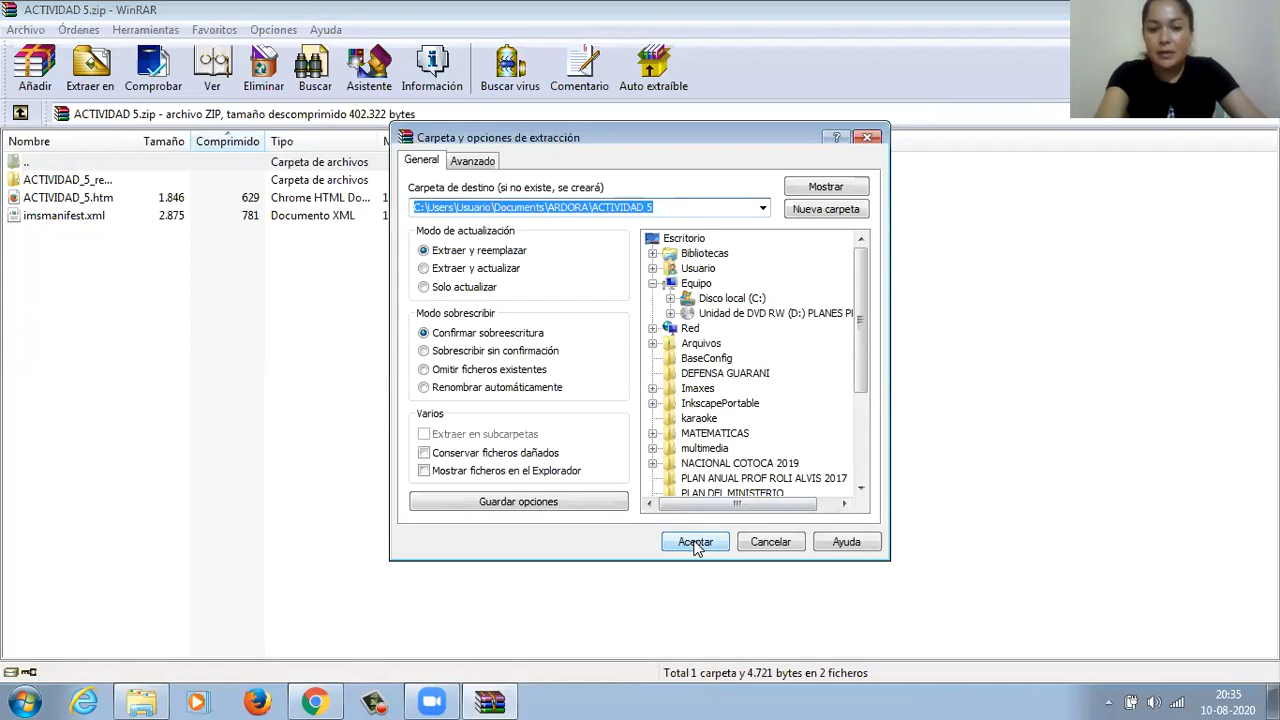 ACTIVIDAD 5.zip - WinRAR
Archivo Órdenes Herramientas Favoritos Opciones Ayuda
Añadir Extraer en Comprobar Ver Eliminar Buscar Asistente Información Buscar virus Comentario Auto extraíble
ACTIVIDAD 5.zip - archivo ZIP, tamaño descomprimido 402.322 bytes
Nombre Tamaño Comprimido Tipo
.. Carpeta de archivos
ACTIVIDAD_5_re... Carpeta de archivos
ACTIVIDAD_5.htm 1.846 629 Chrome HTML Do...
imsmanifest.xml 2.875 781 Documento XML
Carpeta y opciones de extracción
General Avanzado
Carpeta de destino (si no existe, se creará)
Mostrar
C:\Users\Usuario\Documents\ARDORA\ACTIVIDAD 5
Nueva carpeta
Modo de actualización
Extraer y reemplazar
Extraer y actualizar
Solo actualizar
Modo sobrescribir
Confirmar sobreescritura
Sobrescribir sin confirmación
Omitir ficheros existentes
Renombrar automáticamente
Varios
Extraer en subcarpetas
Conservar ficheros dañados
Mostrar ficheros en el Explorador
Guardar opciones
Escritorio
Bibliotecas
Usuario
Equipo
Disco local (C:)
Unidad de DVD RW (D:) PLANES
Red
Arquivos
BaseConfig
DEFENSA GUARANI
Imaxes
InkscapePortable
karaoke
MATEMATICAS
multimedia
NACIONAL COTOCA 2019
PLAN ANUAL PROF ROLI ALVIS 2017
PLAN DEL MINISTERIO
Aceptar Cancelar Ayuda
Total 1 carpeta y 4.721 bytes en 2 ficheros
20:35
10-08-2020